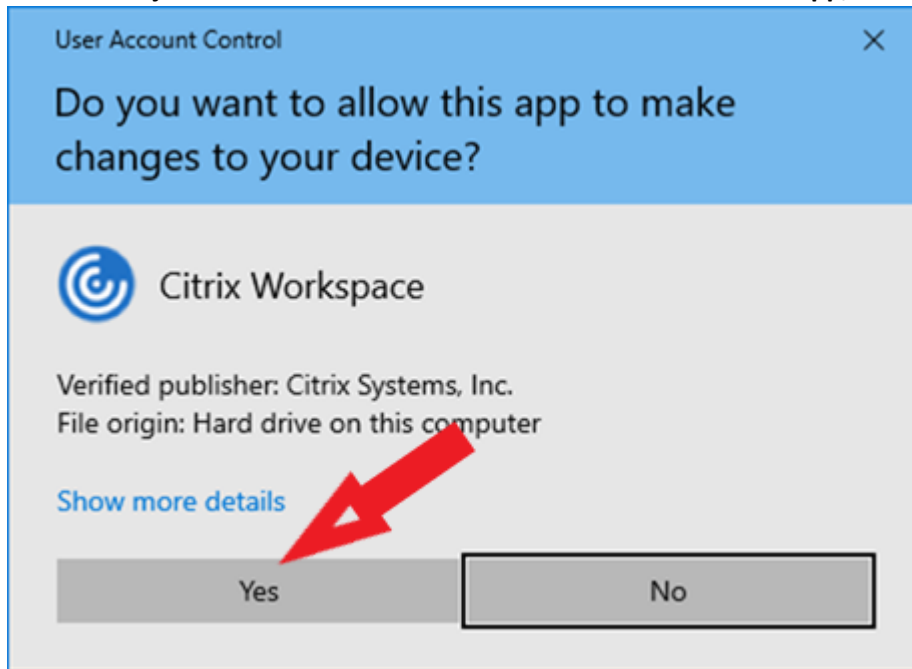 User Account Control
Do you want to allow this app to make
changes to your device?
Citrix Workspace
Verified publisher: Citrix Systems, Inc.
File origin: Hard drive on this computer
Show more details
Yes No